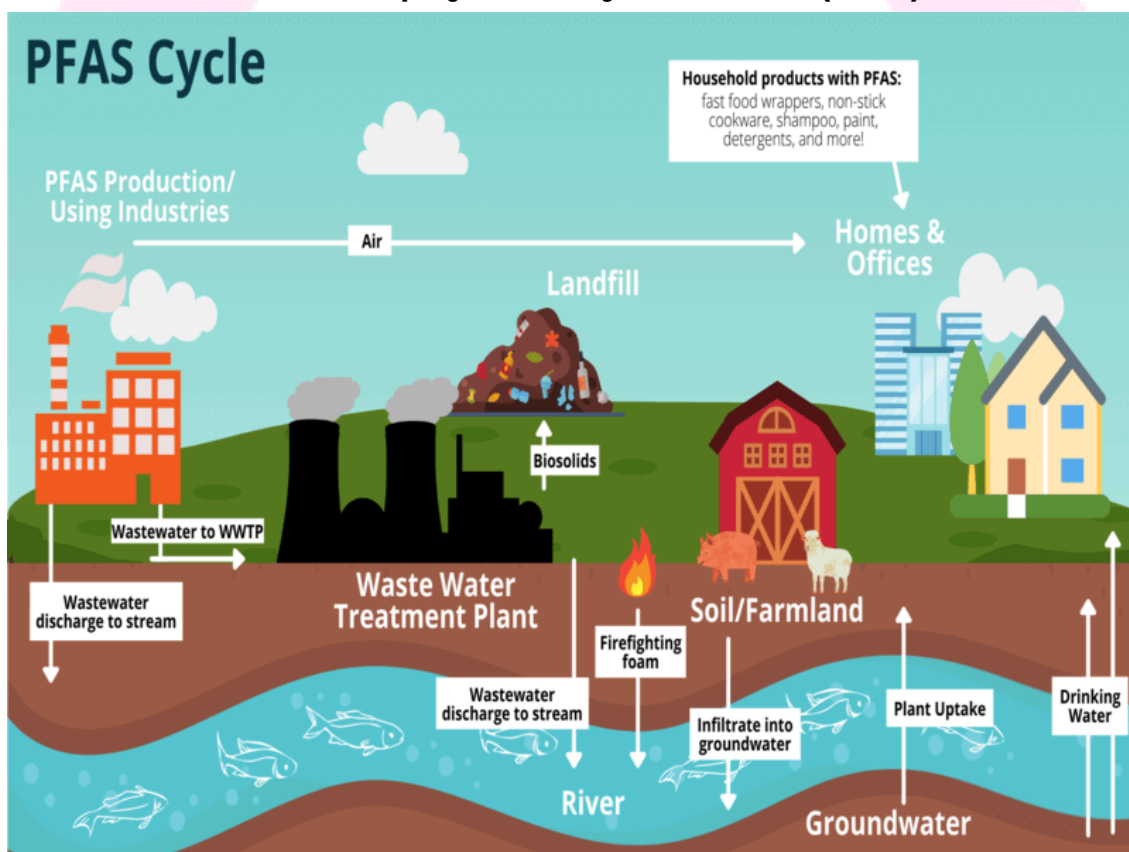 PFAS Cycle
Household products with PFAS:
fast food wrappers, non-stick
cookware, shampoo, paint,
detergents, and more!
PFAS Production/
Using Industries
Air
Homes &
Offices
Landfill
Biosolids
Wastewater to WWTP
Waste Water
Treatment Plant
Wastewater
discharge to stream
Soil/Farmland
Firefighting
foam
Wastewater
discharge to stream
Infiltrate into
groundwater
Plant Uptake
Drinking
Water
River
Groundwater